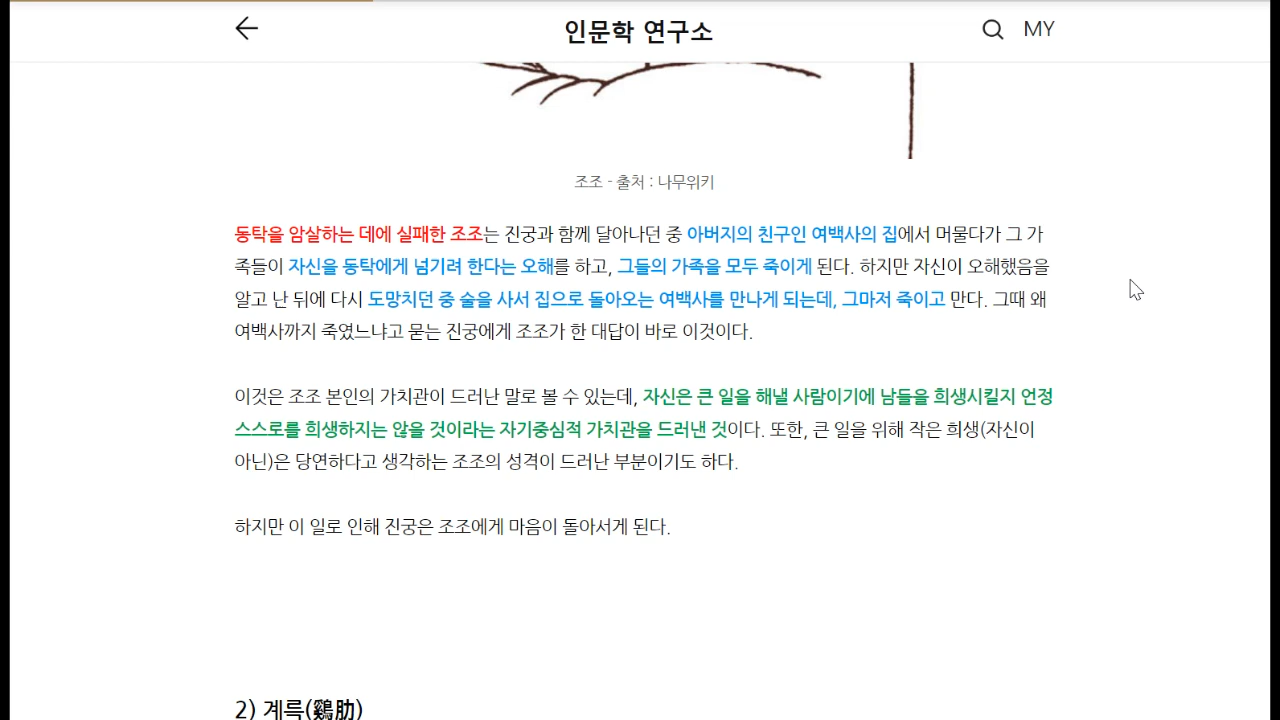 인문학 연구소
MY
조조 - 출처 : 나무위키
동탁을 암살하는 데에 실패한 조조는 진궁과 함께 달아나던 중 아버지의 친구인 여백사의 집에서 머물다가 그 가
족들이 자신을 동탁에게 넘기려 한다는 오해를 하고, 그들의 가족을 모두 죽이게 된다. 하지만 자신이 오해했음을
알고 난 뒤에 다시 도망치던 중 술을 사서 집으로 돌아오는 여백사를 만나게 되는데, 그마저 죽이고 만다. 그때 왜
여백사까지 죽였느냐고 묻는 진궁에게 조조가 한 대답이 바로 이것이다.
이것은 조조 본인의 가치관이 드러난 말로 볼 수 있는데, 자신은 큰 일을 해낼 사람이기에 남들을 희생시킬지 언정
스스로를 희생하지는 않을 것이라는 자기중심적 가치관을 드러낸 것이다. 또한, 큰 일을 위해 작은 희생(자신이
아닌)은 당연하다고 생각하는 조조의 성격이 드러난 부분이기도 하다.
하지만 이 일로 인해 진궁은 조조에게 마음이 돌아서게 된다.
2) 계륵(鷄肋)